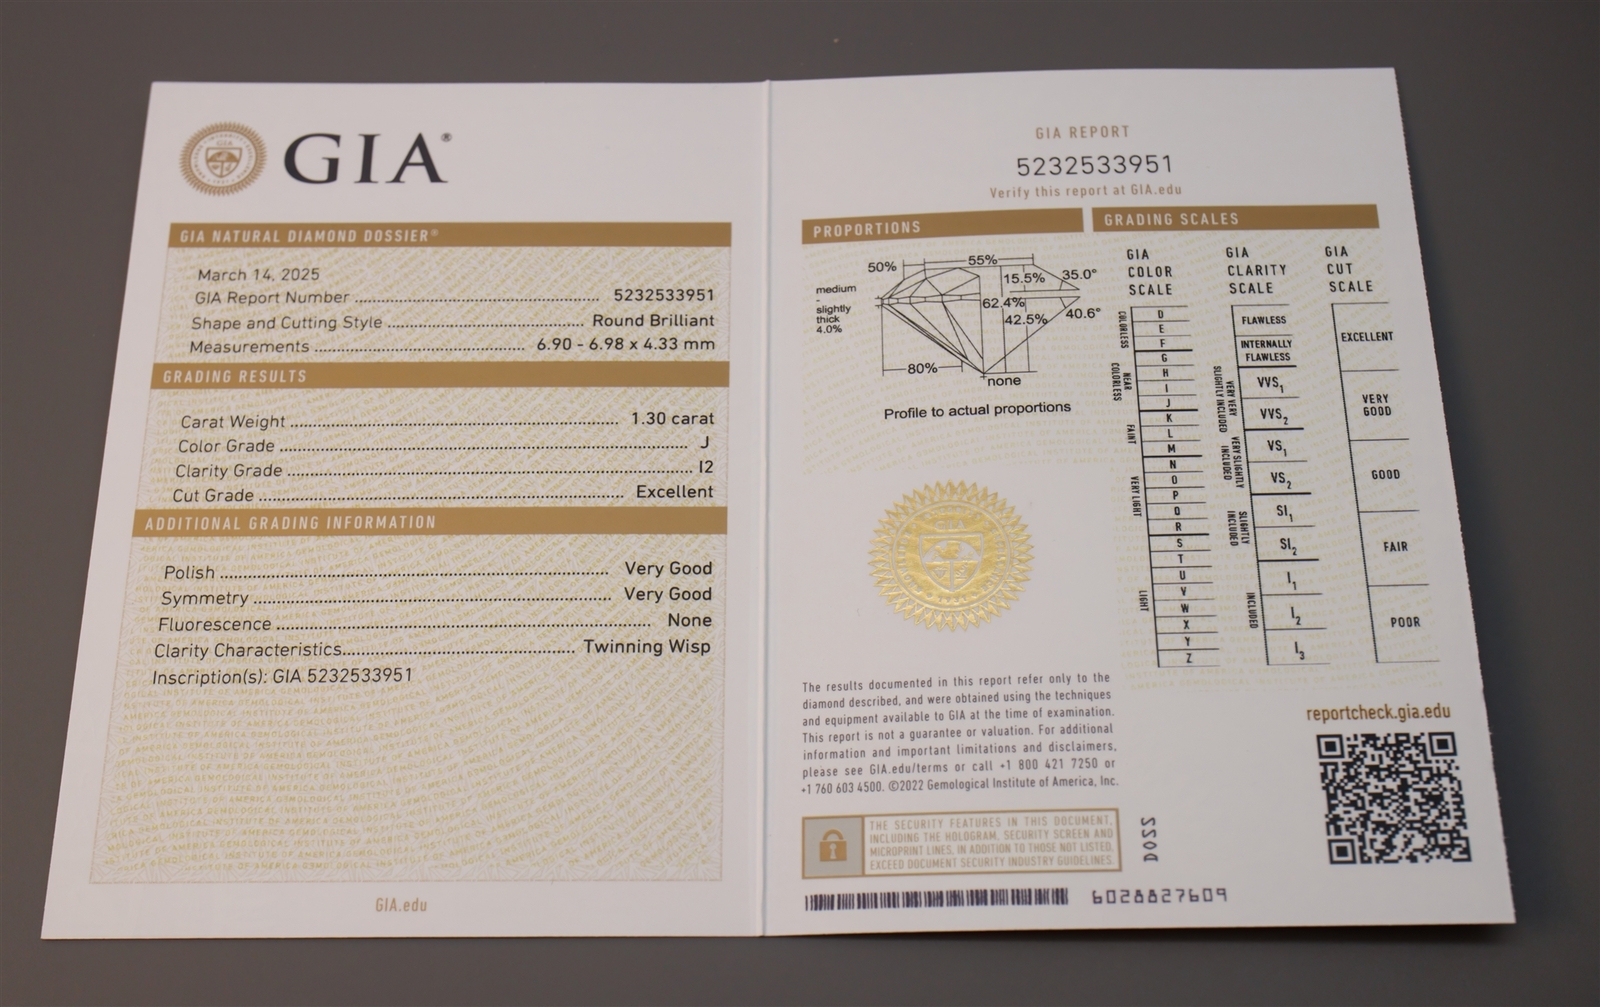 GIA®
GIA NATURAL DIAMOND DOSSIER®
March 14, 2025
GIA Report Number ........ 5232533951
Shape and Cutting Style ........ Round Brilliant
Measurements ........ 6.90 - 6.98 x 4.33 mm
GRADING RESULTS
Carat Weight ........ 1.30 carat
Color Grade ........ J
Clarity Grade ........ I2
Cut Grade ........ Excellent
ADDITIONAL GRADING INFORMATION
Polish ........ Very Good
Symmetry ........ Very Good
Fluorescence ........ None
Clarity Characteristics........ Twinning Wisp
Inscription(s): GIA 5232533951
GIA.edu
GIA REPORT
5232533951
Verify this report at GIA.edu
PROPORTIONS
50%
55%
15.5%
35.0°
medium
-
slightly
thick
4.0%
62.4%
42.5%
40.6°
80%
none
Profile to actual proportions
GRADING SCALES
GIA
COLOR
SCALE
COLORLESS
D
E
F
NEAR
COLORLESS
G
H
I
J
FAINT
K
L
M
VERY LIGHT
N
O
P
Q
R
LIGHT
S
T
U
V
W
X
Y
Z
GIA
CLARITY
SCALE
FLAWLESS
INTERNALLY
FLAWLESS
VERY VERY
SLIGHTLY INCLUDED
VVS1
VVS2
VERY SLIGHTLY
INCLUDED
VS1
VS2
SLIGHTLY
INCLUDED
SI1
SI2
INCLUDED
I1
I2
I3
GIA
CUT
SCALE
EXCELLENT
VERY
GOOD
GOOD
FAIR
POOR
The results documented in this report refer only to the
diamond described, and were obtained using the techniques
and equipment available to GIA at the time of examination.
This report is not a guarantee or valuation. For additional
information and important limitations and disclaimers,
please see GIA.edu/terms or call +1 800 421 7250 or
+1 760 603 4500. ©2022 Gemological Institute of America, Inc.
THE SECURITY FEATURES IN THIS DOCUMENT,
INCLUDING THE HOLOGRAM, SECURITY SCREEN AND
MICROPRINT LINES, IN ADDITION TO THOSE NOT LISTED,
EXCEED DOCUMENT SECURITY INDUSTRY GUIDELINES.
DOSS
6028827609
reportcheck.gia.edu